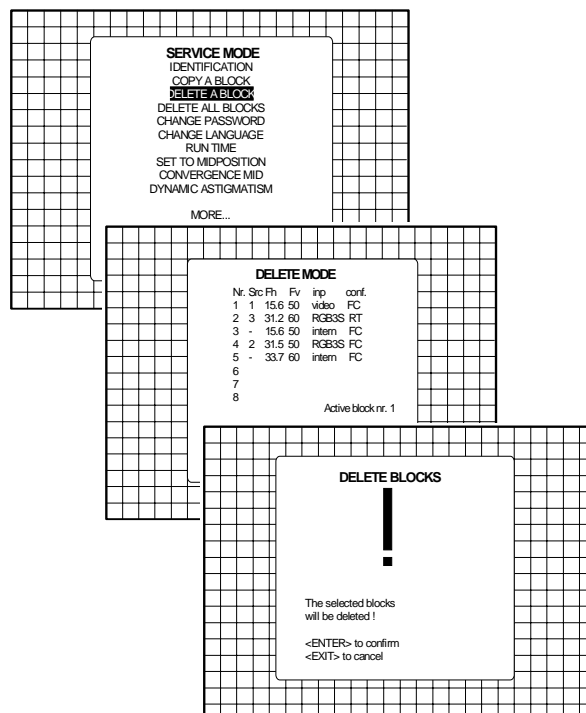 SERVICE MODE
IDENTIFICATION
COPY A BLOCK
DELETE A BLOCK
DELETE ALL BLOCKS
CHANGE PASSWORD
CHANGE LANGUAGE
RUN TIME
SET TO MIDPOSITION
CONVERGENCE MID
DYNAMIC ASTIGMATISM
MORE...
DELETE MODE
Nr. Src Fh Fv inp conf.
1 1 15.6 50 video FC
2 3 31.2 60 RGB3S RT
3 - 15.6 50 intern FC
4 2 31.5 50 RGB3S FC
5 - 33.7 60 intern FC
6
7
8
Active block nr. 1
DELETE BLOCKS
!
The selected blocks
will be deleted !
<ENTER> to confirm
<EXIT> to cancel